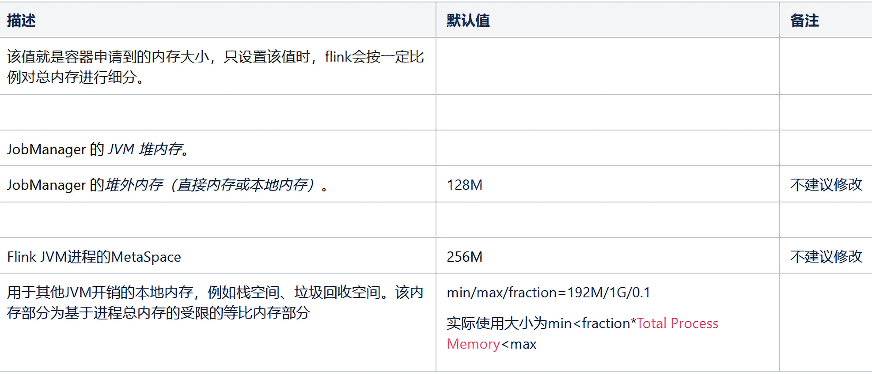 描述 默认值 备注
该值就是容器申请到的内存大小，只设置该值时，flink会按一定比
例对总内存进行细分。
JobManager 的 JVM 堆内存。
JobManager 的堆外内存（直接内存或本地内存）。 128M 不建议修改
Flink JVM进程的MetaSpace 256M 不建议修改
用于其他JVM开销的本地内存，例如栈空间、垃圾回收空间。该内
存部分为基于进程总内存的受限的等比内存部分
min/max/fraction=192M/1G/0.1
实际使用大小为min<fraction*Total Process
Memory<max